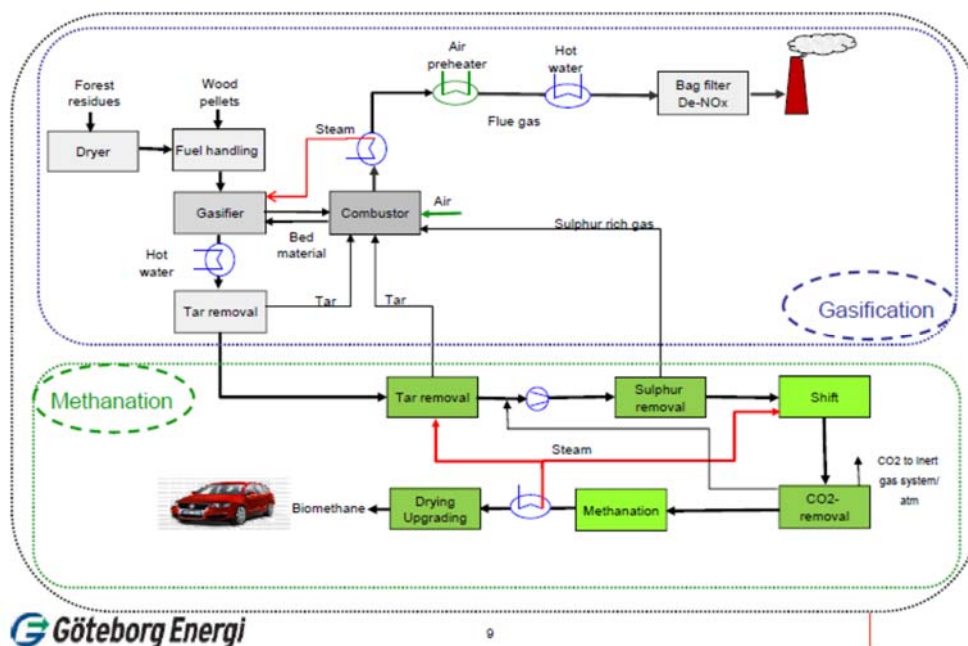 Air
preheater
Hot
water
Forest
residues
Wood
pellets
Bag filter
De-NOx
Flue gas
Steam
Dryer
Fuel handling
Gasifier
Combustor
Air
Bed
material
Sulphur rich gas
Hot
water
Tar removal
Tar
Tar
Gasification
Methanation
Tar removal
Sulphur
removal
Shift
Steam
CO2 to inert
gas system/
atm
Biomethane
Drying
Upgrading
Methanation
CO2-
removal
Göteborg Energi
9